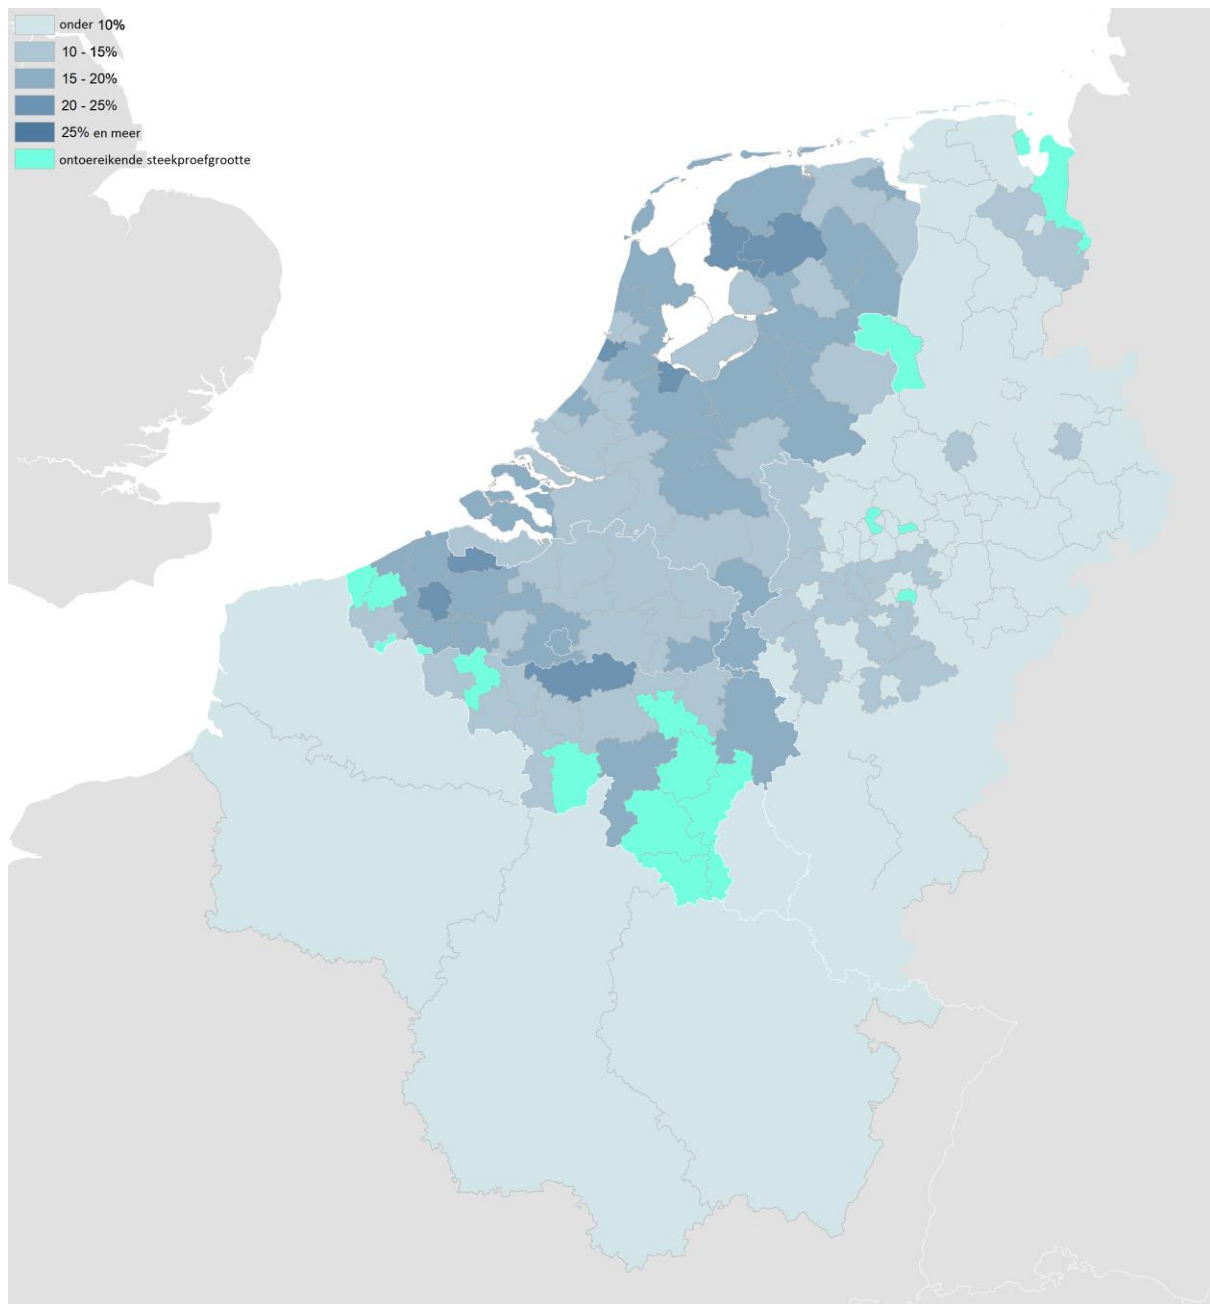 onder 10%
10 - 15%
15 - 20%
20 - 25%
25% en meer
ontoereikende steekproefgrootte